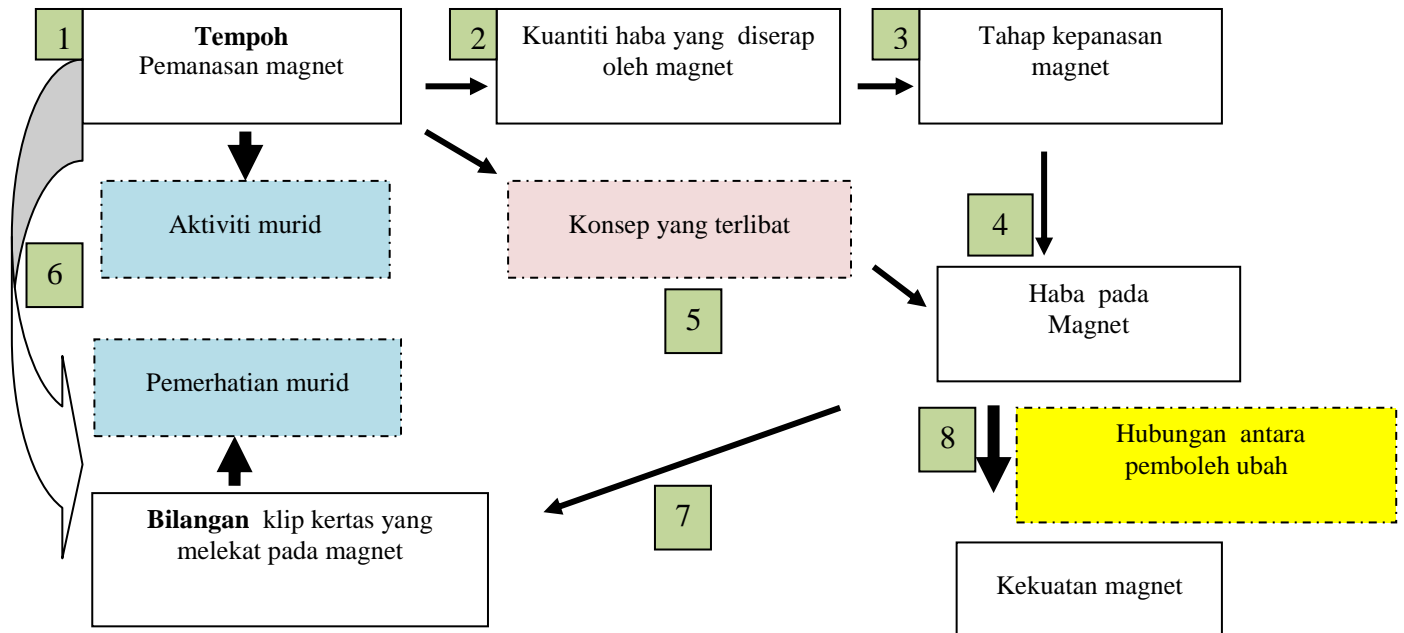 1
Tempoh
Pemanasan magnet
2
Kuantiti haba yang diserap
oleh magnet
3
Tahap kepanasan
magnet
Aktiviti murid
Konsep yang terlibat
4
6
5
Haba pada
Magnet
Pemerhatian murid
8
Hubungan antara
pemboleh ubah
7
Bilangan klip kertas yang
melekat pada magnet
Kekuatan magnet